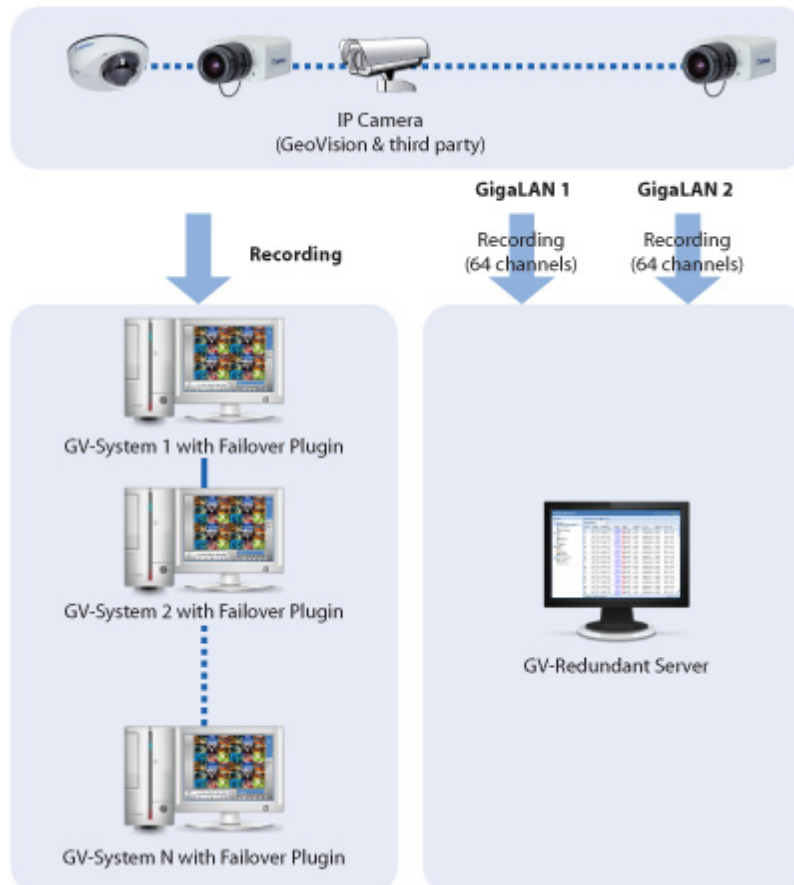 IP Camera
(GeoVision & third party)
GigaLAN 1
GigaLAN 2
Recording
Recording
(64 channels)
Recording
(64 channels)
GV-System 1 with Failover Plugin
GV-System 2 with Failover Plugin
GV-Redundant Server
GV-System N with Failover Plugin